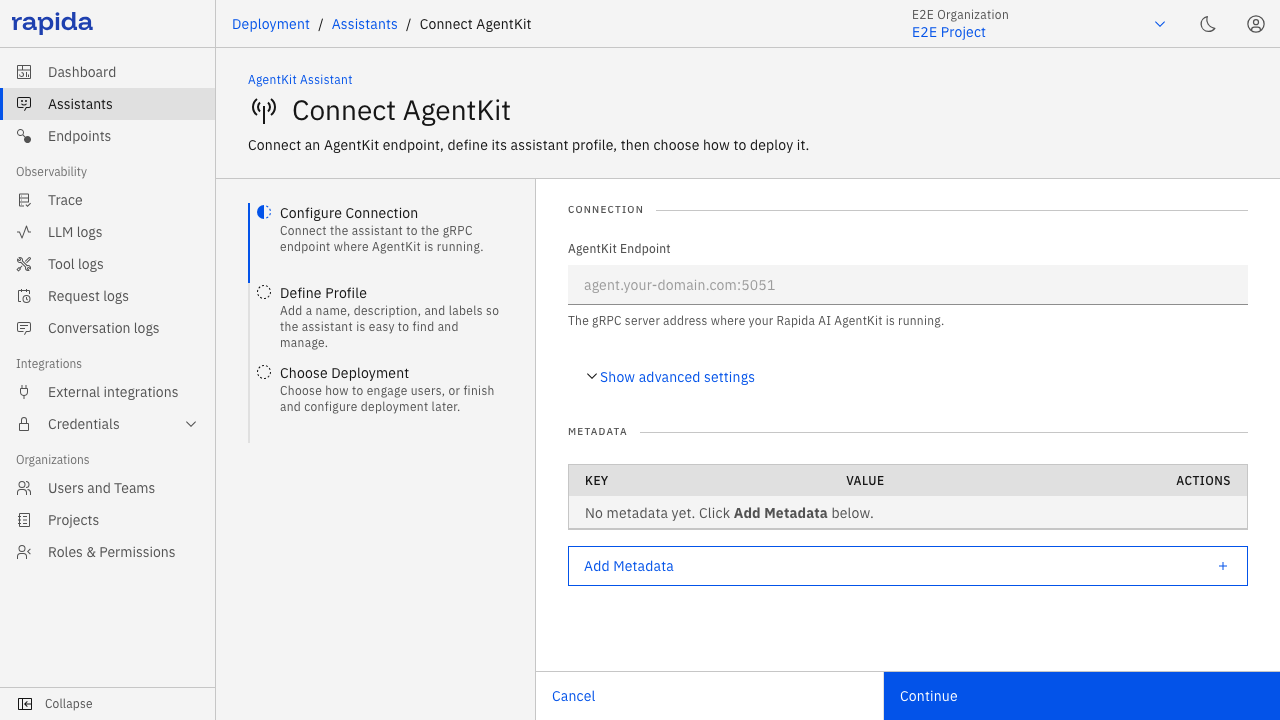 rapida
Deployment / Assistants / Connect AgentKit
E2E Organization
E2E Project
Dashboard
Assistants
Endpoints
Observability
Trace
LLM logs
Tool logs
Request logs
Conversation logs
Integrations
External integrations
Credentials
Organizations
Users and Teams
Projects
Roles & Permissions
Collapse
AgentKit Assistant
Connect AgentKit
Connect an AgentKit endpoint, define its assistant profile, then choose how to deploy it.
Configure Connection
Connect the assistant to the gRPC
endpoint where AgentKit is running.
Define Profile
Add a name, description, and labels so
the assistant is easy to find and
manage.
Choose Deployment
Choose how to engage users, or finish
and configure deployment later.
CONNECTION
AgentKit Endpoint
agent.your-domain.com:5051
The gRPC server address where your Rapida AI AgentKit is running.
Show advanced settings
METADATA
KEY VALUE ACTIONS
No metadata yet. Click Add Metadata below.
Add Metadata +
Cancel
Continue